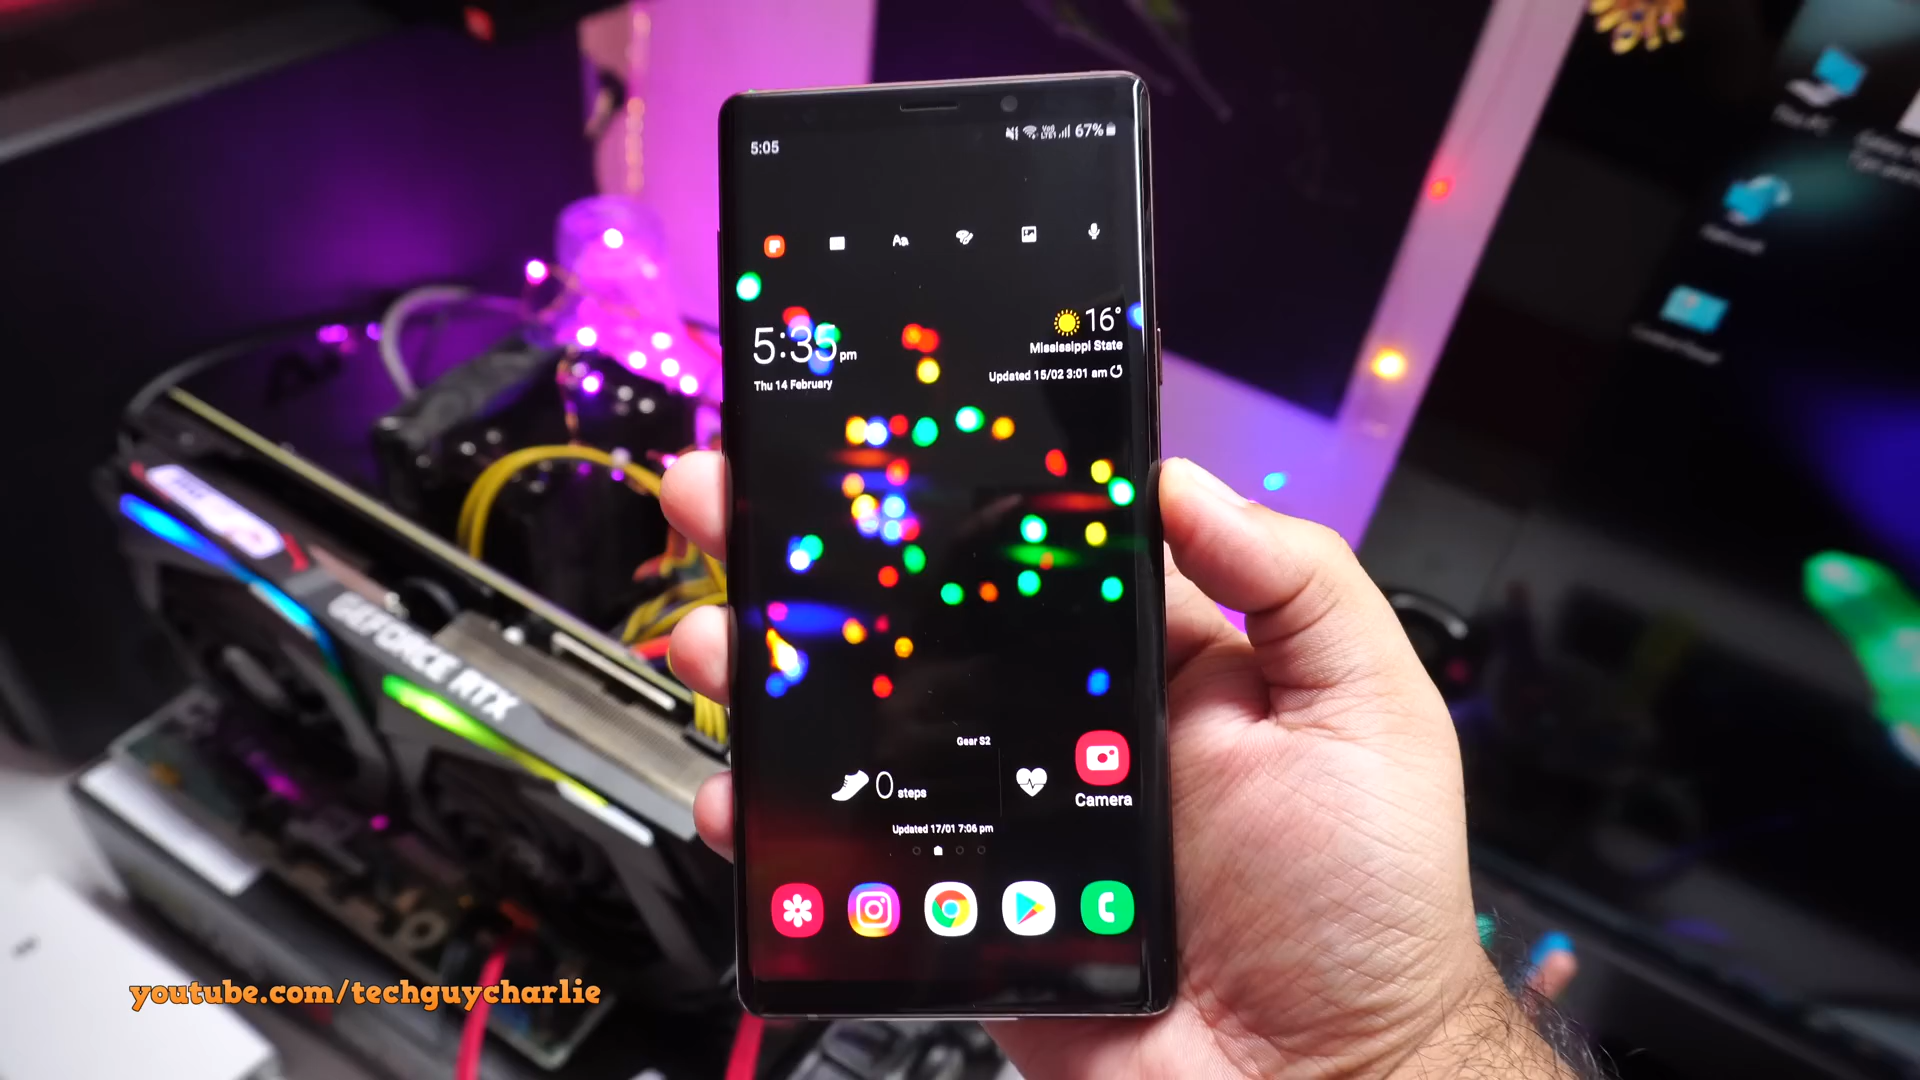 5:05
67%
Aa
5:35 pm
Thu 14 February
16°
Mississippi State
Updated 15/02 3:01 am
Gear S2
0 steps
Updated 17/01 7:06 pm
Camera
GEFORCE RTX
youtube.com/techguycharlie